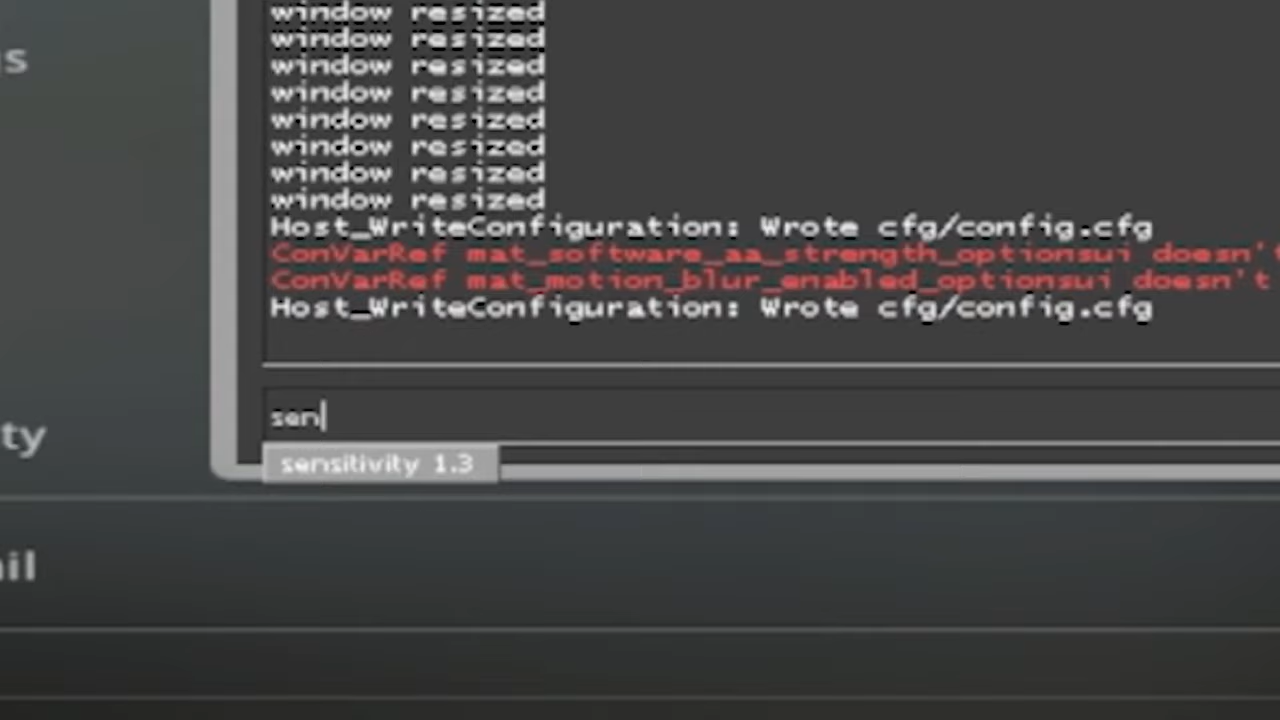 window resized
window resized
window resized
window resized
window resized
window resized
window resized
window resized
Host_WriteConfiguration: Wrote cfg/config.cfg
ConVarRef mat_software_aa_strength_optionsui doesn't
ConVarRef mat_motion_blur_enabled_optionsui doesn't
Host_WriteConfiguration: Wrote cfg/config.cfg
sen
sensitivity 1.3